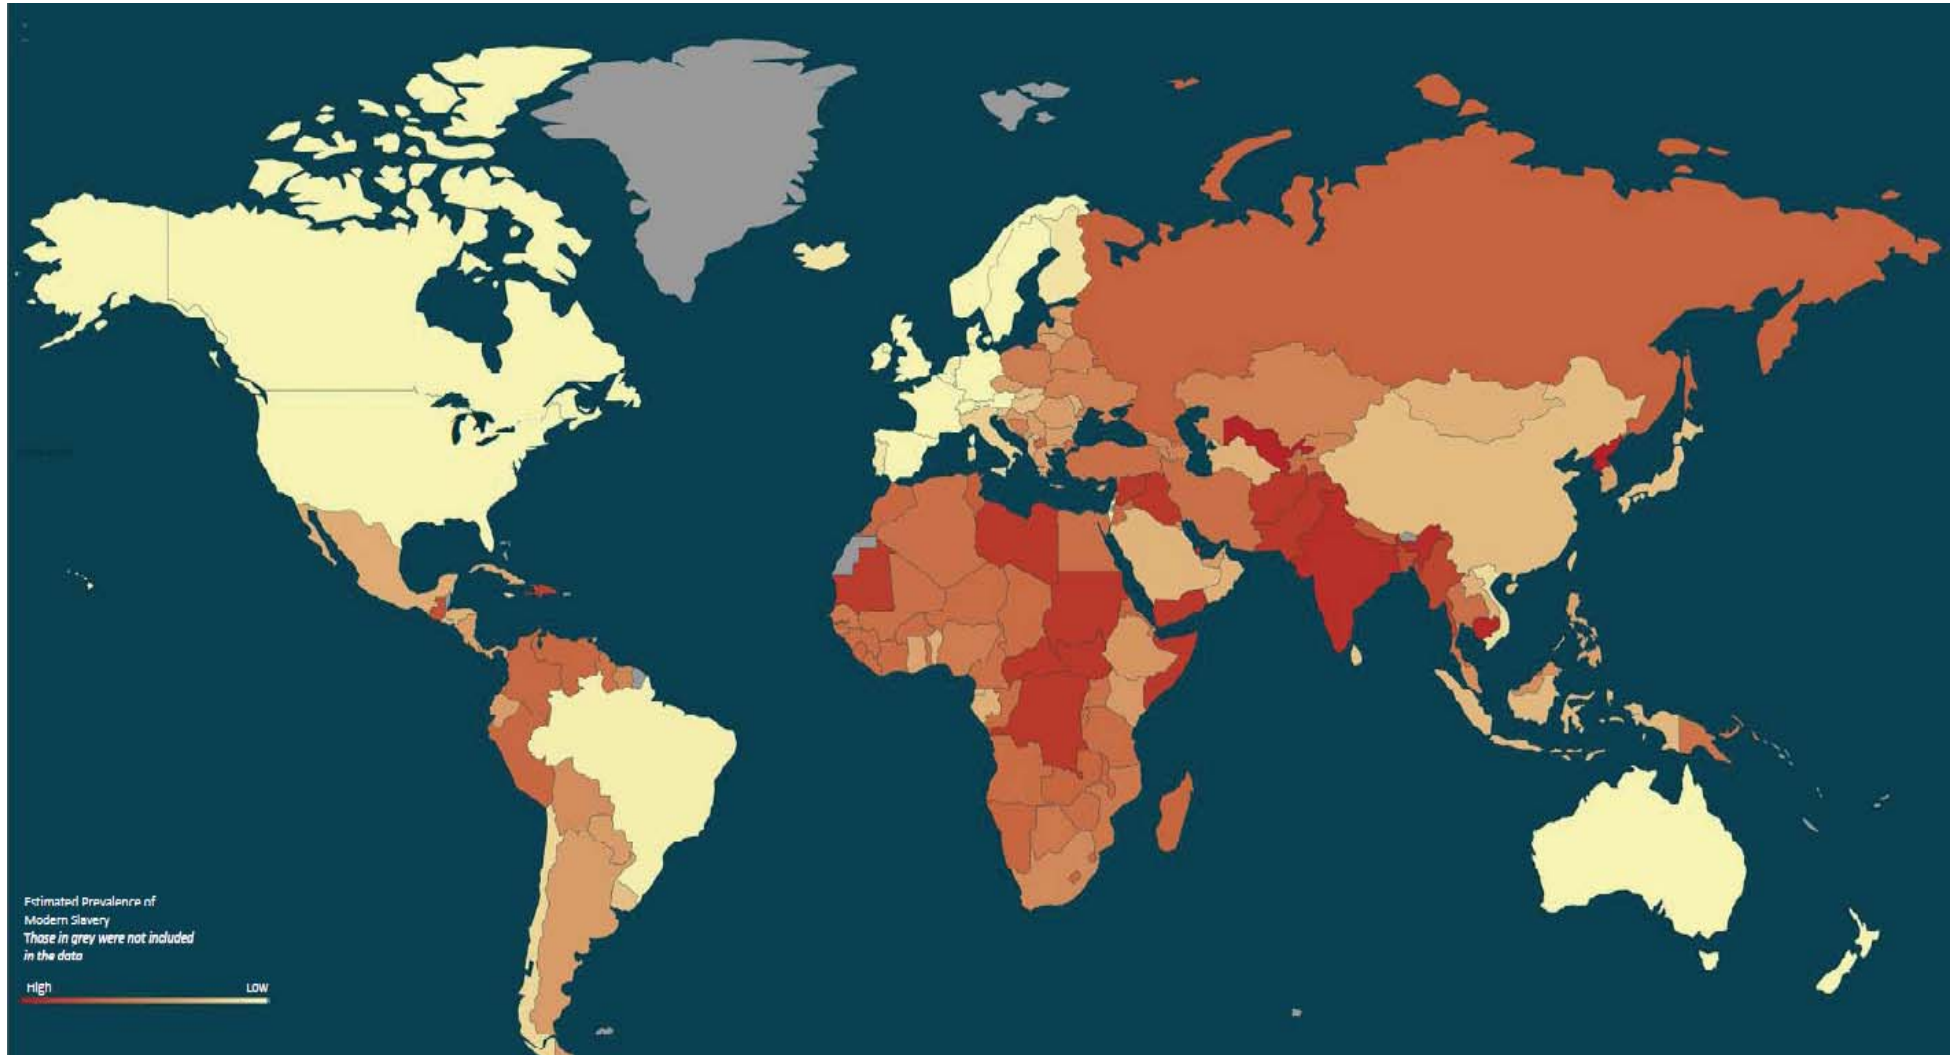 Estimated Prevalence of
Modern Slavery
Those in grey were not included
in the data
High Low